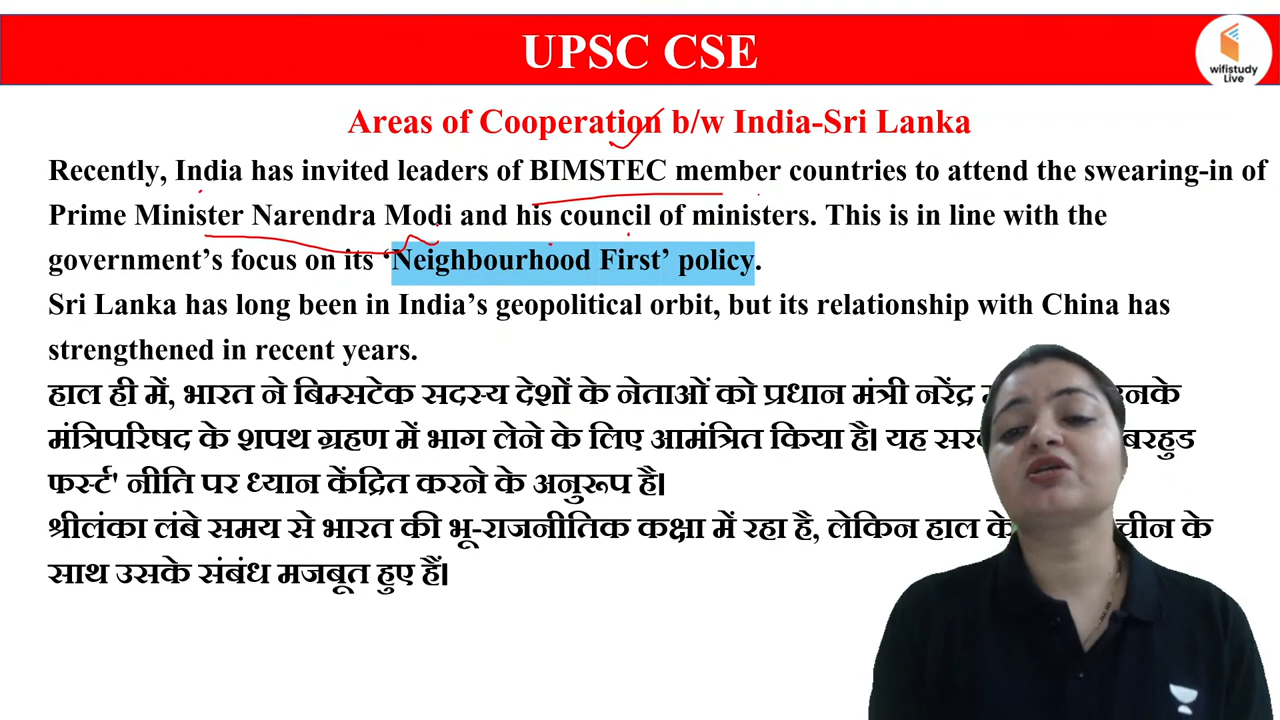 UPSC CSE
wifistudy
Live
Areas of Cooperation b/w India-Sri Lanka
Recently, India has invited leaders of BIMSTEC member countries to attend the swearing-in of
Prime Minister Narendra Modi and his council of ministers. This is in line with the
government’s focus on its ‘Neighbourhood First’ policy.
Sri Lanka has long been in India’s geopolitical orbit, but its relationship with China has
strengthened in recent years.
हाल ही में, भारत ने बिम्सटेक सदस्य देशों के नेताओं को प्रधान मंत्री नरेंद्र उनके
मंत्रिपरिषद के शपथ ग्रहण में भाग लेने के लिए आमंत्रित किया है। यह
फर्स्ट' नीति पर ध्यान केंद्रित करने के अनुरूप है।
श्रीलंका लंबे समय से भारत की भू-राजनीतिक कक्षा में रहा है, लेकिन हाल के चीन के
साथ उसके संबंध मजबूत हुए हैं।